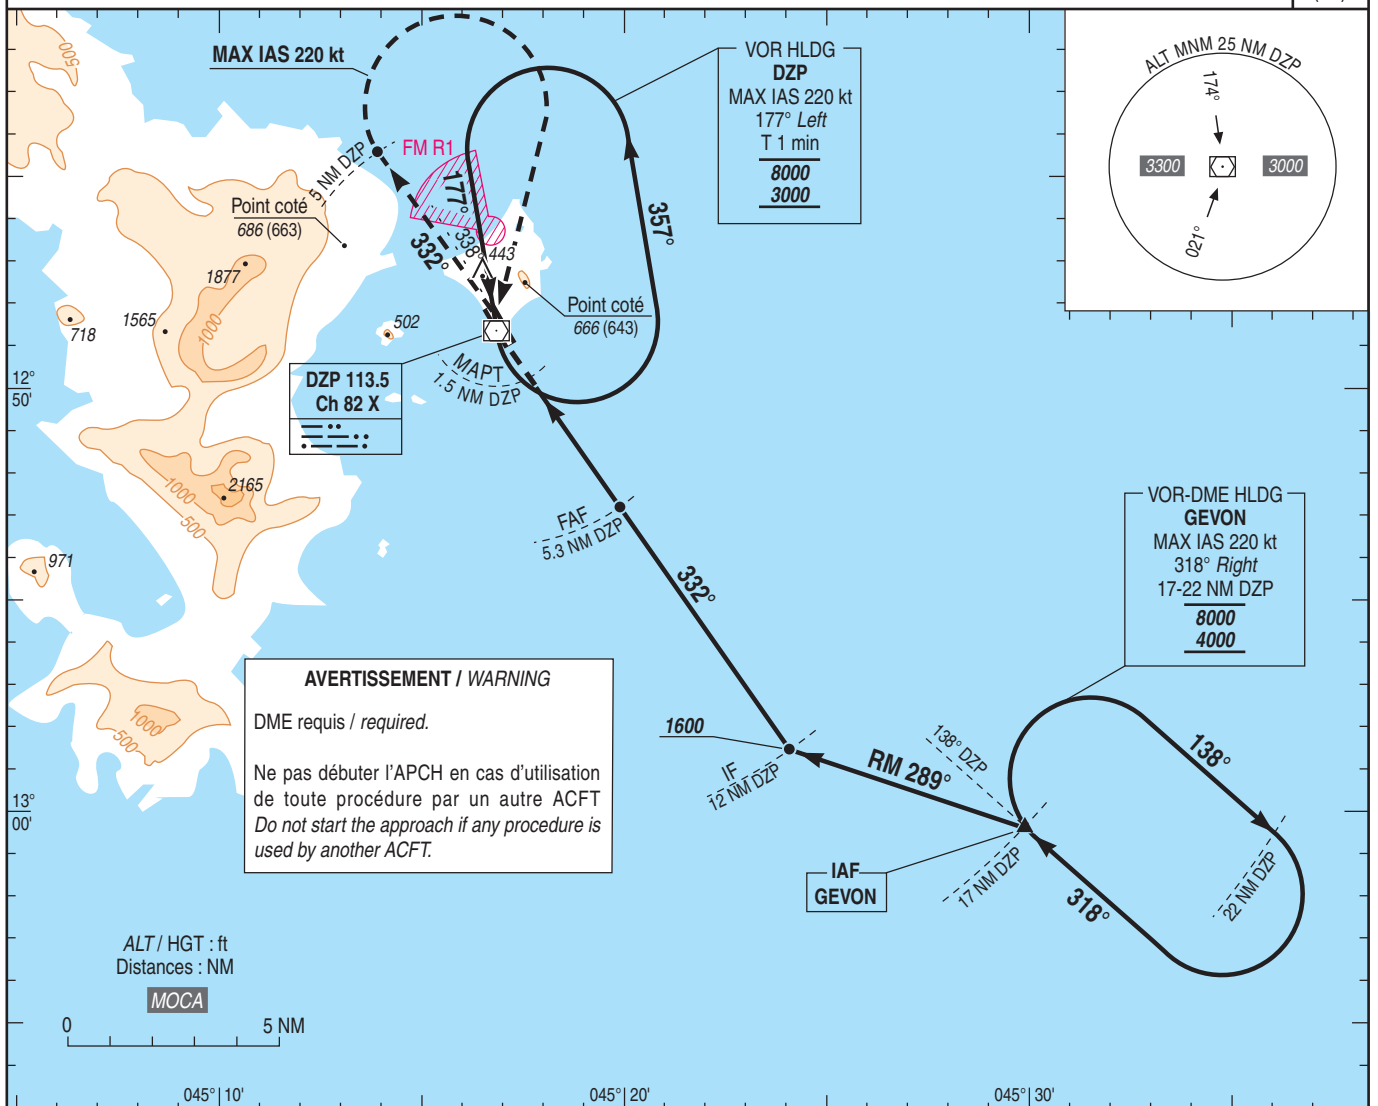 MAX IAS 220 kt
VOR HLDG
DZP
MAX IAS 220 kt
177° Left
T 1 min
8000
3000
ALT MNM 25 NM DZP
174°
3300
3000
021°
500
FM R1
5 NM DZP
177°
357°
Point coté
686 (663)
332°
338°
443
1877
1565
1000
718
502
Point coté
666 (643)
MAPT
1.5 NM DZP
DZP 113.5
Ch 82 X
12°
50'
2165
1000
500
FAF
5.3 NM DZP
332°
971
VOR-DME HLDG
GEVON
MAX IAS 220 kt
318° Right
17-22 NM DZP
8000
4000
AVERTISSEMENT / WARNING
DME requis / required.
Ne pas débuter l'APCH en cas d'utilisation
de toute procédure par un autre ACFT
Do not start the approach if any procedure is
used by another ACFT.
1000
500
1600
IF
12 NM DZP
RM 289°
138° DZP
138°
13°
00'
IAF
GEVON
17 NM DZP
318°
22 NM DZP
ALT / HGT : ft
Distances : NM
MOCA
0
5 NM
045° 10'
045° 20'
045° 30'